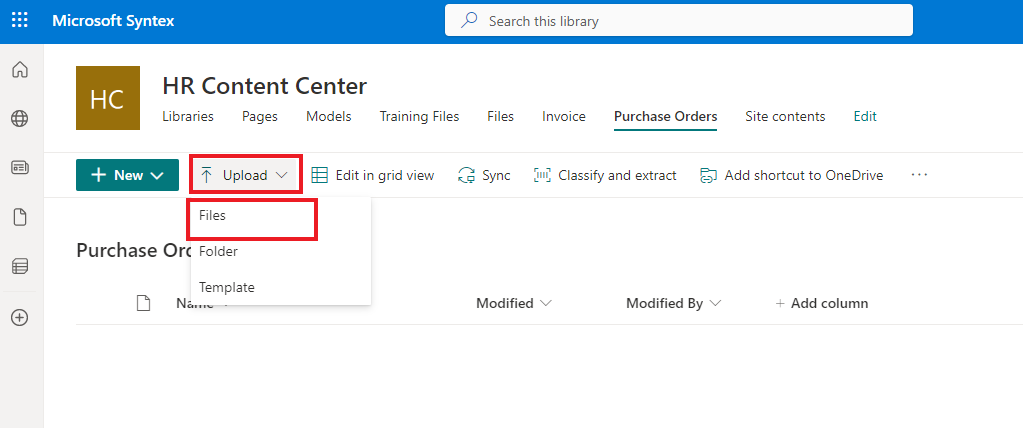 Microsoft Syntex
Search this library
HC
HR Content Center
Libraries Pages Models Training Files Files Invoice Purchase Orders Site contents Edit
New Upload Edit in grid view Sync Classify and extract Add shortcut to OneDrive ...
Files
Purchase Or
Folder
Template
Name Modified Modified By + Add column